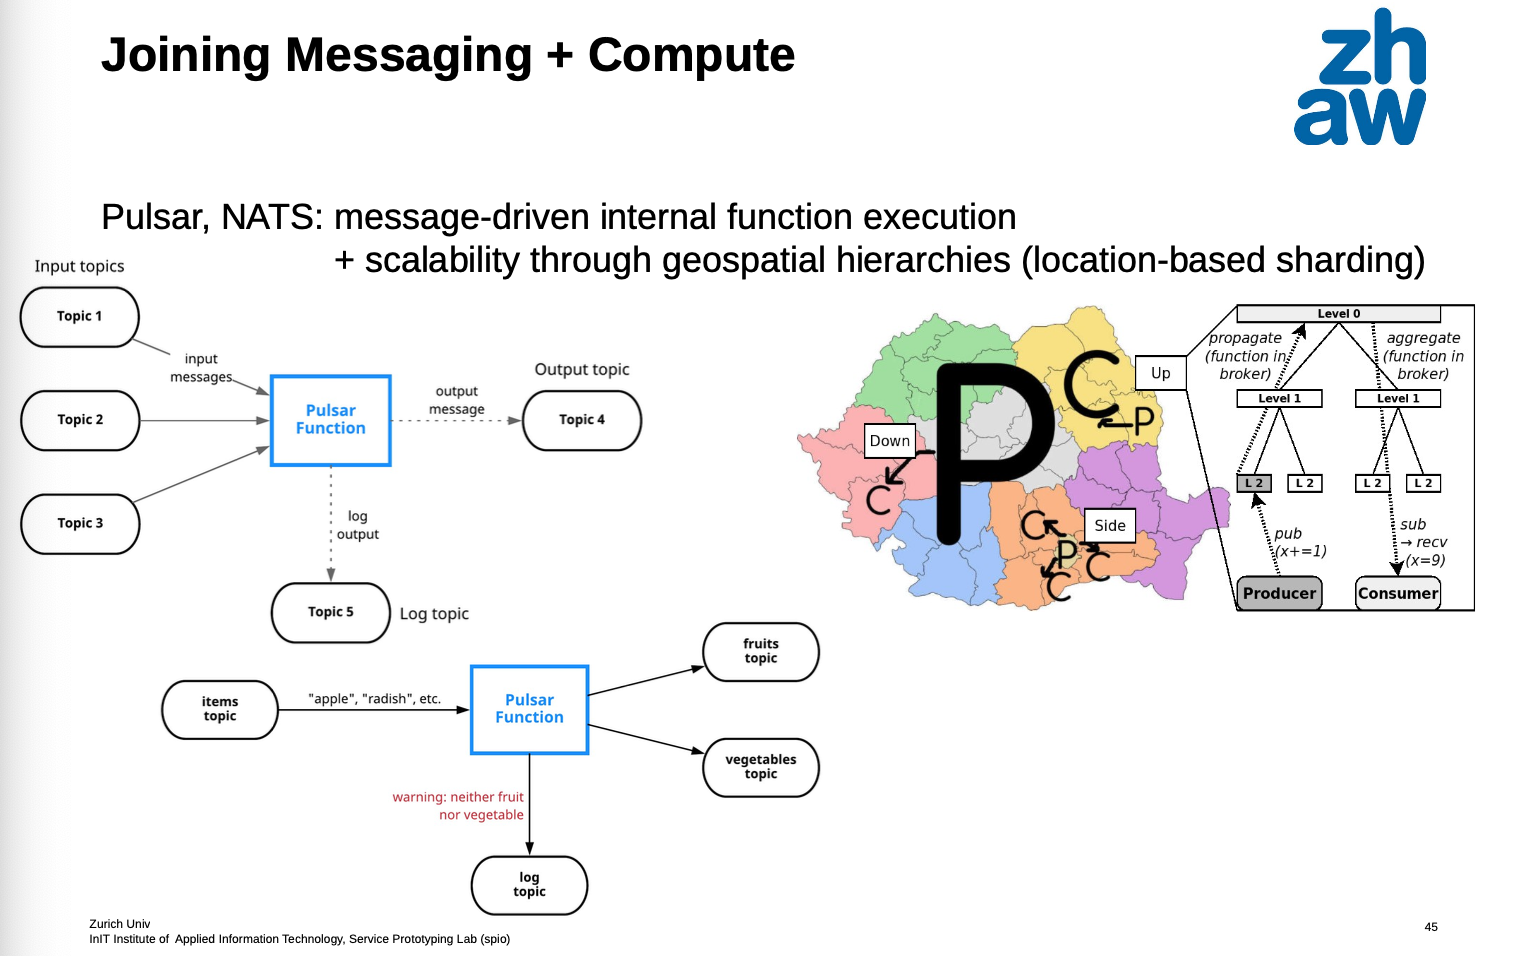 Joining Messaging + Compute
zh
aw
Pulsar, NATS: message-driven internal function execution
+ scalability through geospatial hierarchies (location-based sharding)
Input topics
Topic 1
Topic 2
Topic 3
input
messages
Pulsar
Function
output
message
Output topic
Topic 4
log
output
Topic 5
Log topic
items
topic
"apple", "radish", etc.
Pulsar
Function
fruits
topic
vegetables
topic
warning: neither fruit
nor vegetable
log
topic
P
C
P
Down
C
Side
C
P
C
C
Up
Level 0
propagate
(function in
broker)
aggregate
(function in
broker)
Level 1
Level 1
L 2
L 2
L 2
L 2
pub
(x+=1)
sub
→ recv
(x=9)
Producer
Consumer
Zurich Univ
InIT Institute of Applied Information Technology, Service Prototyping Lab (spio)
45